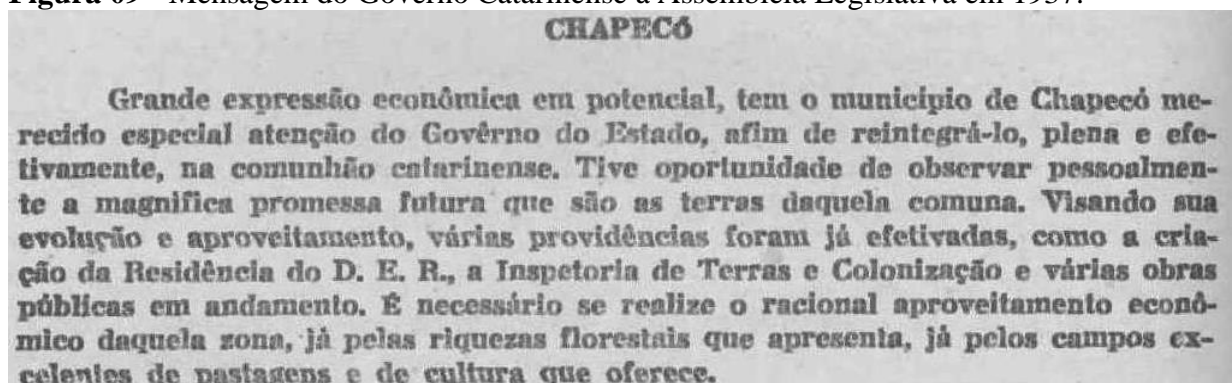 Figura 09 - Mensagem do Governo Catarinense à Assembleia Legislativa em 1957.
CHAPECÓ
Grande expressão econômica em potencial, tem o município de Chapecó me-
recido especial atenção do Govêrno do Estado, afim de reintegrá-lo, plena e efe-
tivamente, na comunhão catarinense. Tive oportunidade de observar pessoalmen-
te a magnifica promessa futura que são as terras daquela comuna. Visando sua
evolução e aproveitamento, várias providências foram já efetivadas, como a cria-
ção da Residência do D. E. R., a Inspetoria de Terras e Colonização e várias obras
públicas em andamento. É necessário se realize o racional aproveitamento econô-
mico daquela zona, já pelas riquezas florestais que apresenta, já pelos campos ex-
celentes de pastagens e de cultura que oferece.